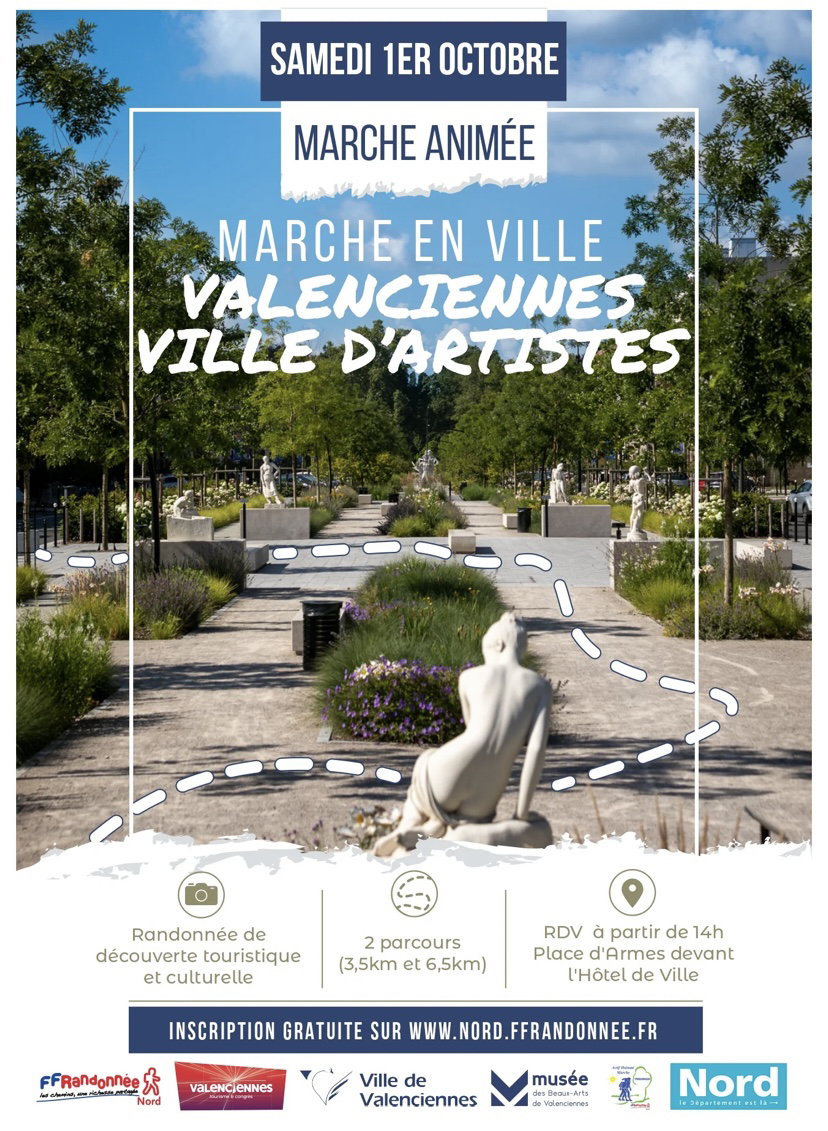 SAMEDI 1ER OCTOBRE
MARCHE ANIMÉE
MARCHE EN VILLE
VALENCIENNES
VILLE D'ARTISTES
Randonnée de
découverte touristique
et culturelle
2 parcours
(3,5km et 6,5km)
RDV à partir de 14h
Place d'Armes devant
l'Hôtel de Ville
INSCRIPTION GRATUITE SUR WWW.NORD.FFRANDONNEE.FR
FFRandonnée
les chemins, une richesse partagée
Nord
valenciennes
tourisme & congrès
Ville de
Valenciennes
musée
des Beaux-Arts
de Valenciennes
Nord
le Département est là →